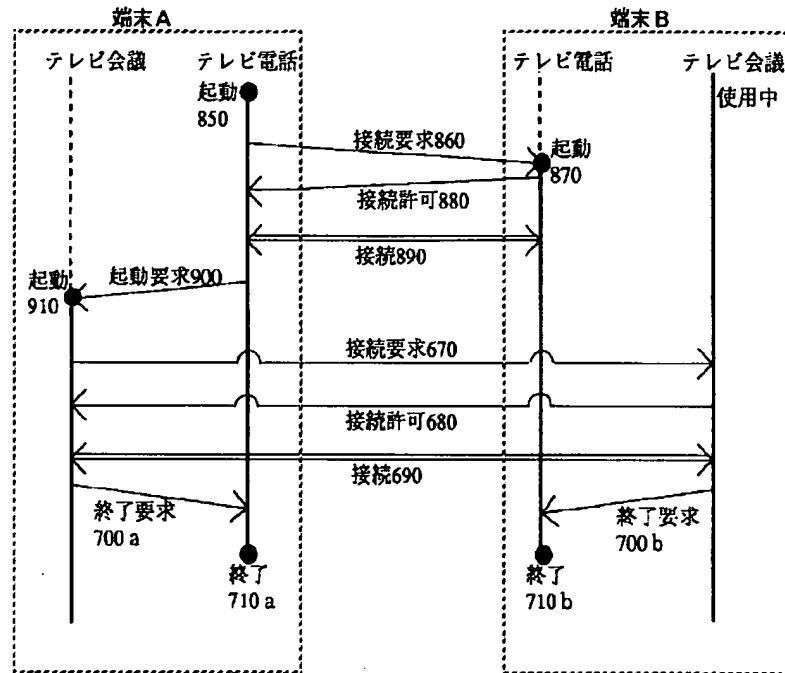 端末A
端末B
テレビ会議
テレビ電話
テレビ電話
テレビ会議
起動
850
使用中
接続要求860
起動
870
接続許可880
接続890
起動要求900
起動
910
接続要求670
接続許可680
接続690
終了要求
700 a
終了要求
700 b
終了
710 a
終了
710 b